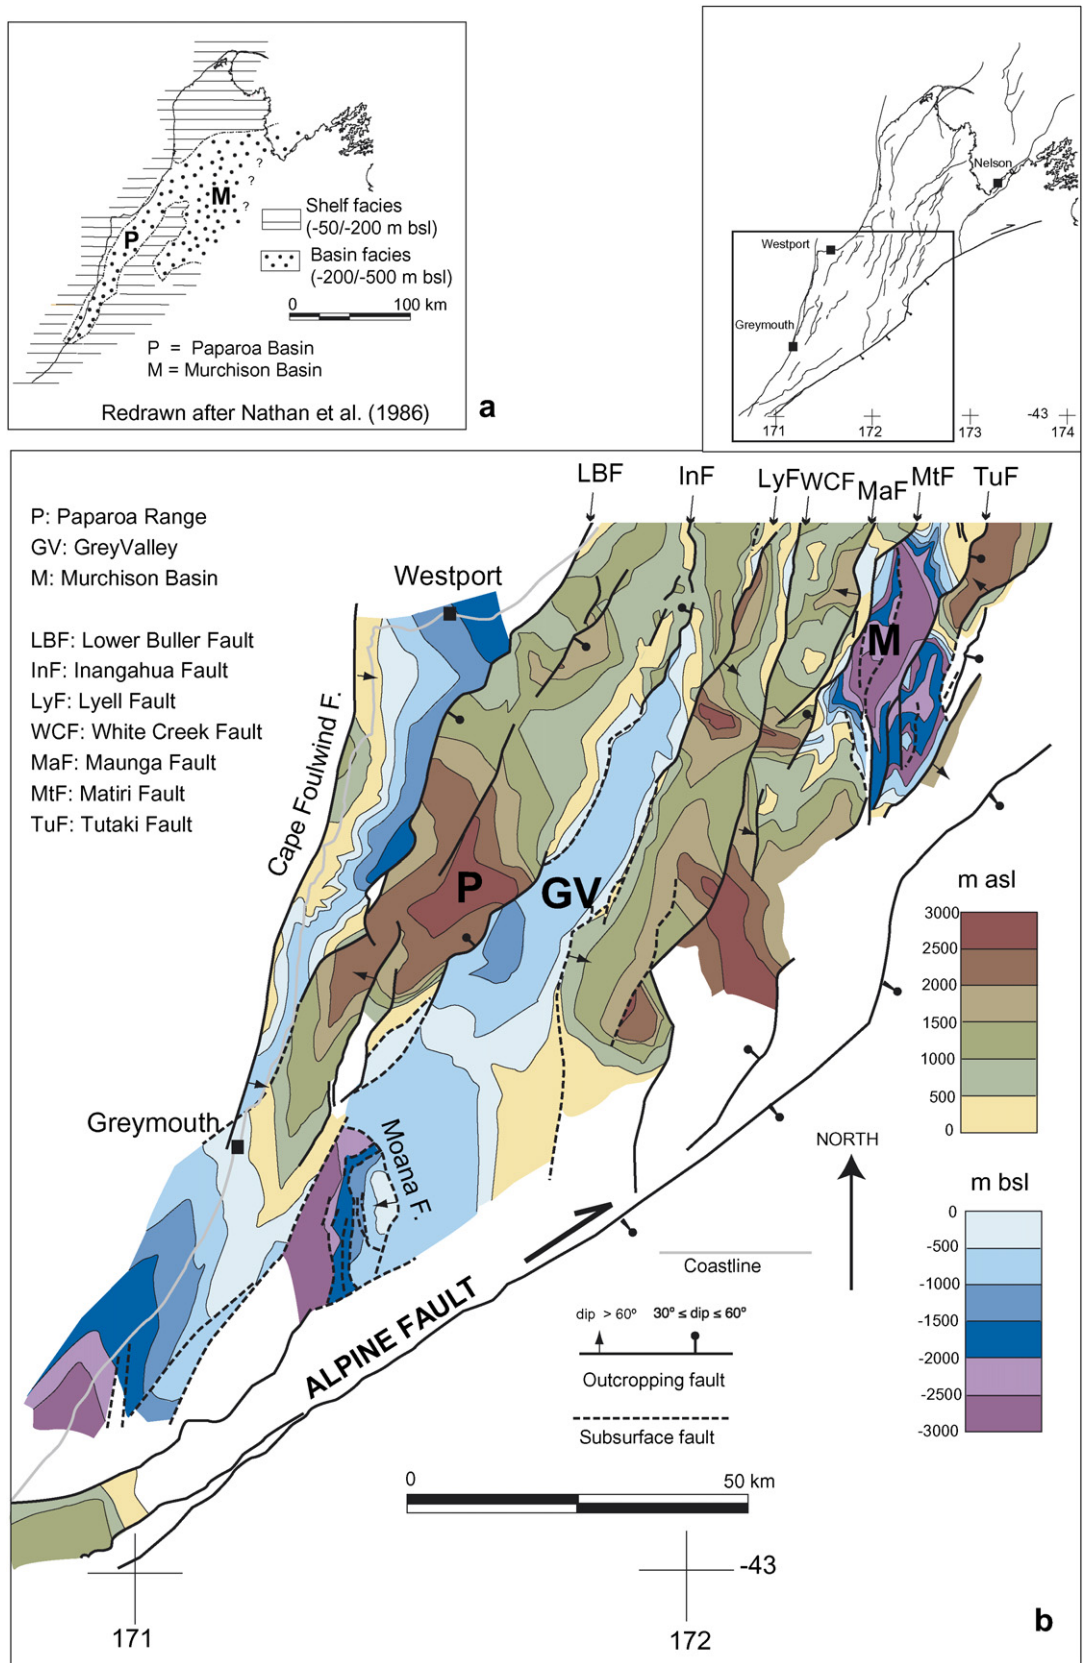 P
M
?
?
?
Shelf facies
(-50/-200 m bsl)
Basin facies
(-200/-500 m bsl)
0 100 km
P = Paparoa Basin
M = Murchison Basin
Redrawn after Nathan et al. (1986)
a
Nelson
Westport
Greymouth
-43
171 172 173 174
P: Paparoa Range
GV: GreyValley
M: Murchison Basin
LBF: Lower Buller Fault
InF: Inangahua Fault
LyF: Lyell Fault
WCF: White Creek Fault
MaF: Maunga Fault
MtF: Matiri Fault
TuF: Tutaki Fault
LBF InF LyF WCF MaF MtF TuF
Westport
Cape Foulwind F.
M
P
GV
Greymouth
Moana F.
ALPINE FAULT
m asl
3000
2500
2000
1500
1000
500
0
NORTH
m bsl
0
-500
-1000
-1500
-2000
-2500
-3000
Coastline
dip > 60º 30º ≤ dip ≤ 60º
Outcropping fault
Subsurface fault
0 50 km
-43
171 172
b